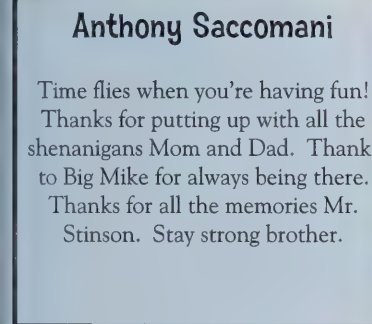 Anthony Saccomani
Time flies when you're having fun!
Thanks for putting up with all the
shenanigans Mom and Dad.  Thank
to Big Mike for always being there.
Thanks for all the memories Mr.
Stinson.  Stay strong brother.